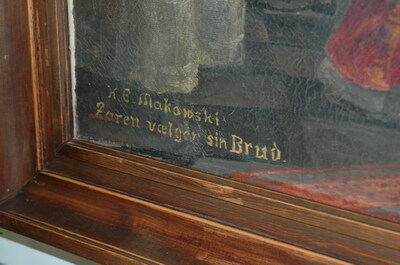 K. E. Makowski
Zaren vælger sin Brud.